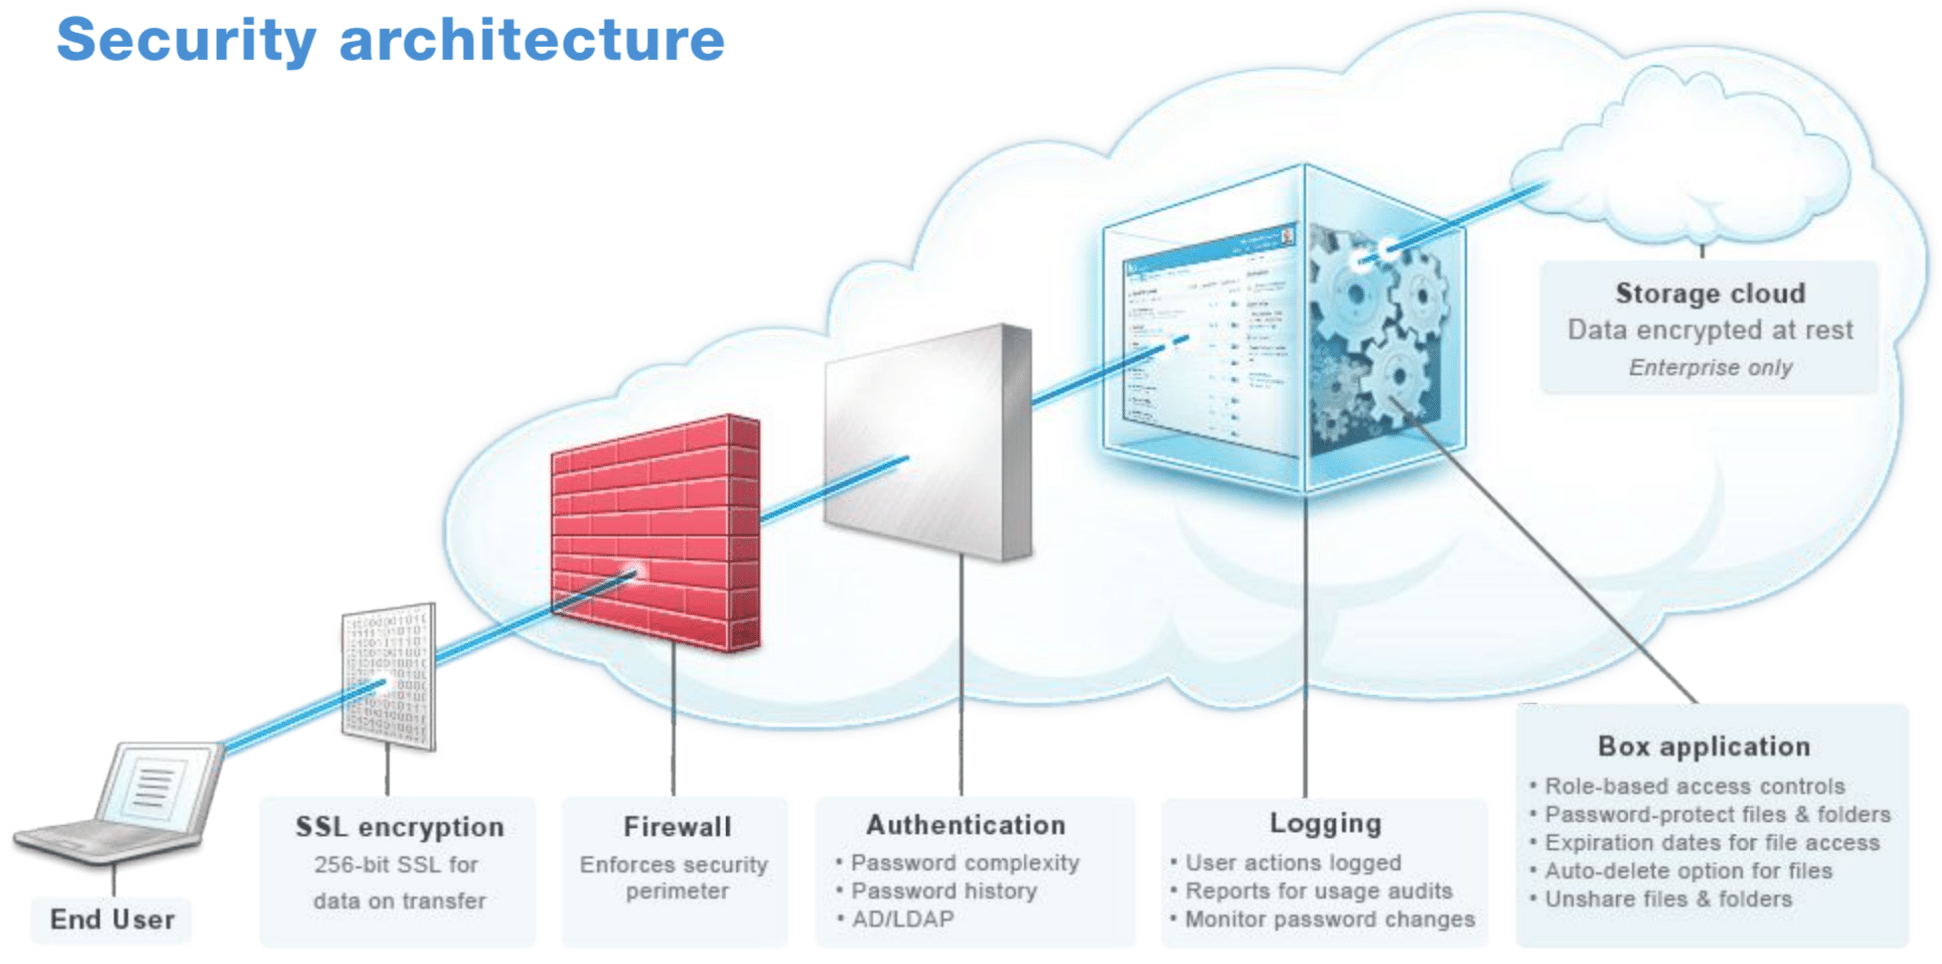 Security architecture
Storage cloud
Data encrypted at rest
Enterprise only
End User
SSL encryption
256-bit SSL for
data on transfer
Firewall
Enforces security
perimeter
Authentication
• Password complexity
• Password history
• AD/LDAP
Logging
• User actions logged
• Reports for usage audits
• Monitor password changes
Box application
• Role-based access controls
• Password-protect files & folders
• Expiration dates for file access
• Auto-delete option for files
• Unshare files & folders